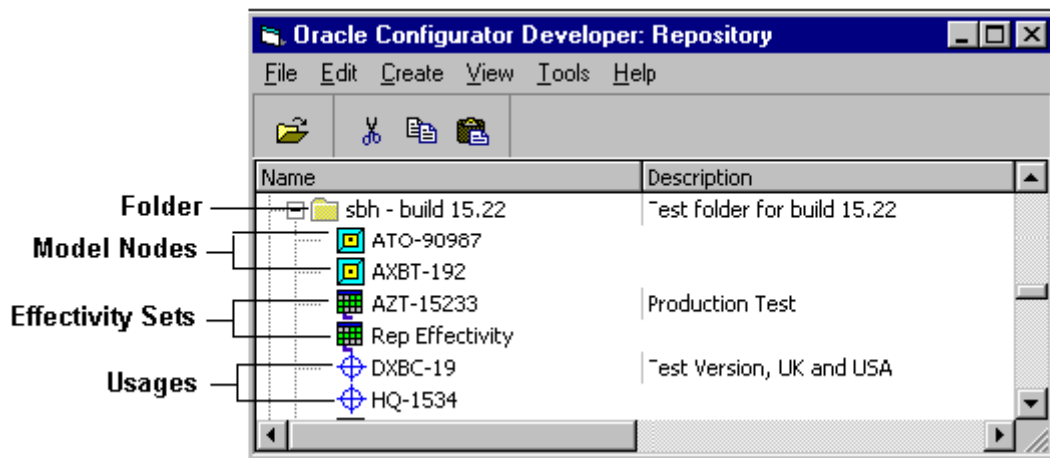 Oracle Configurator Developer: Repository
File Edit Create View Tools Help
Name Description
Folder sbh - build 15.22 Test folder for build 15.22
Model Nodes ATO-90987
AXBT-192
Effectivity Sets AZT-15233 Production Test
Rep Effectivity
Usages DXBC-19 Test Version, UK and USA
HQ-1534